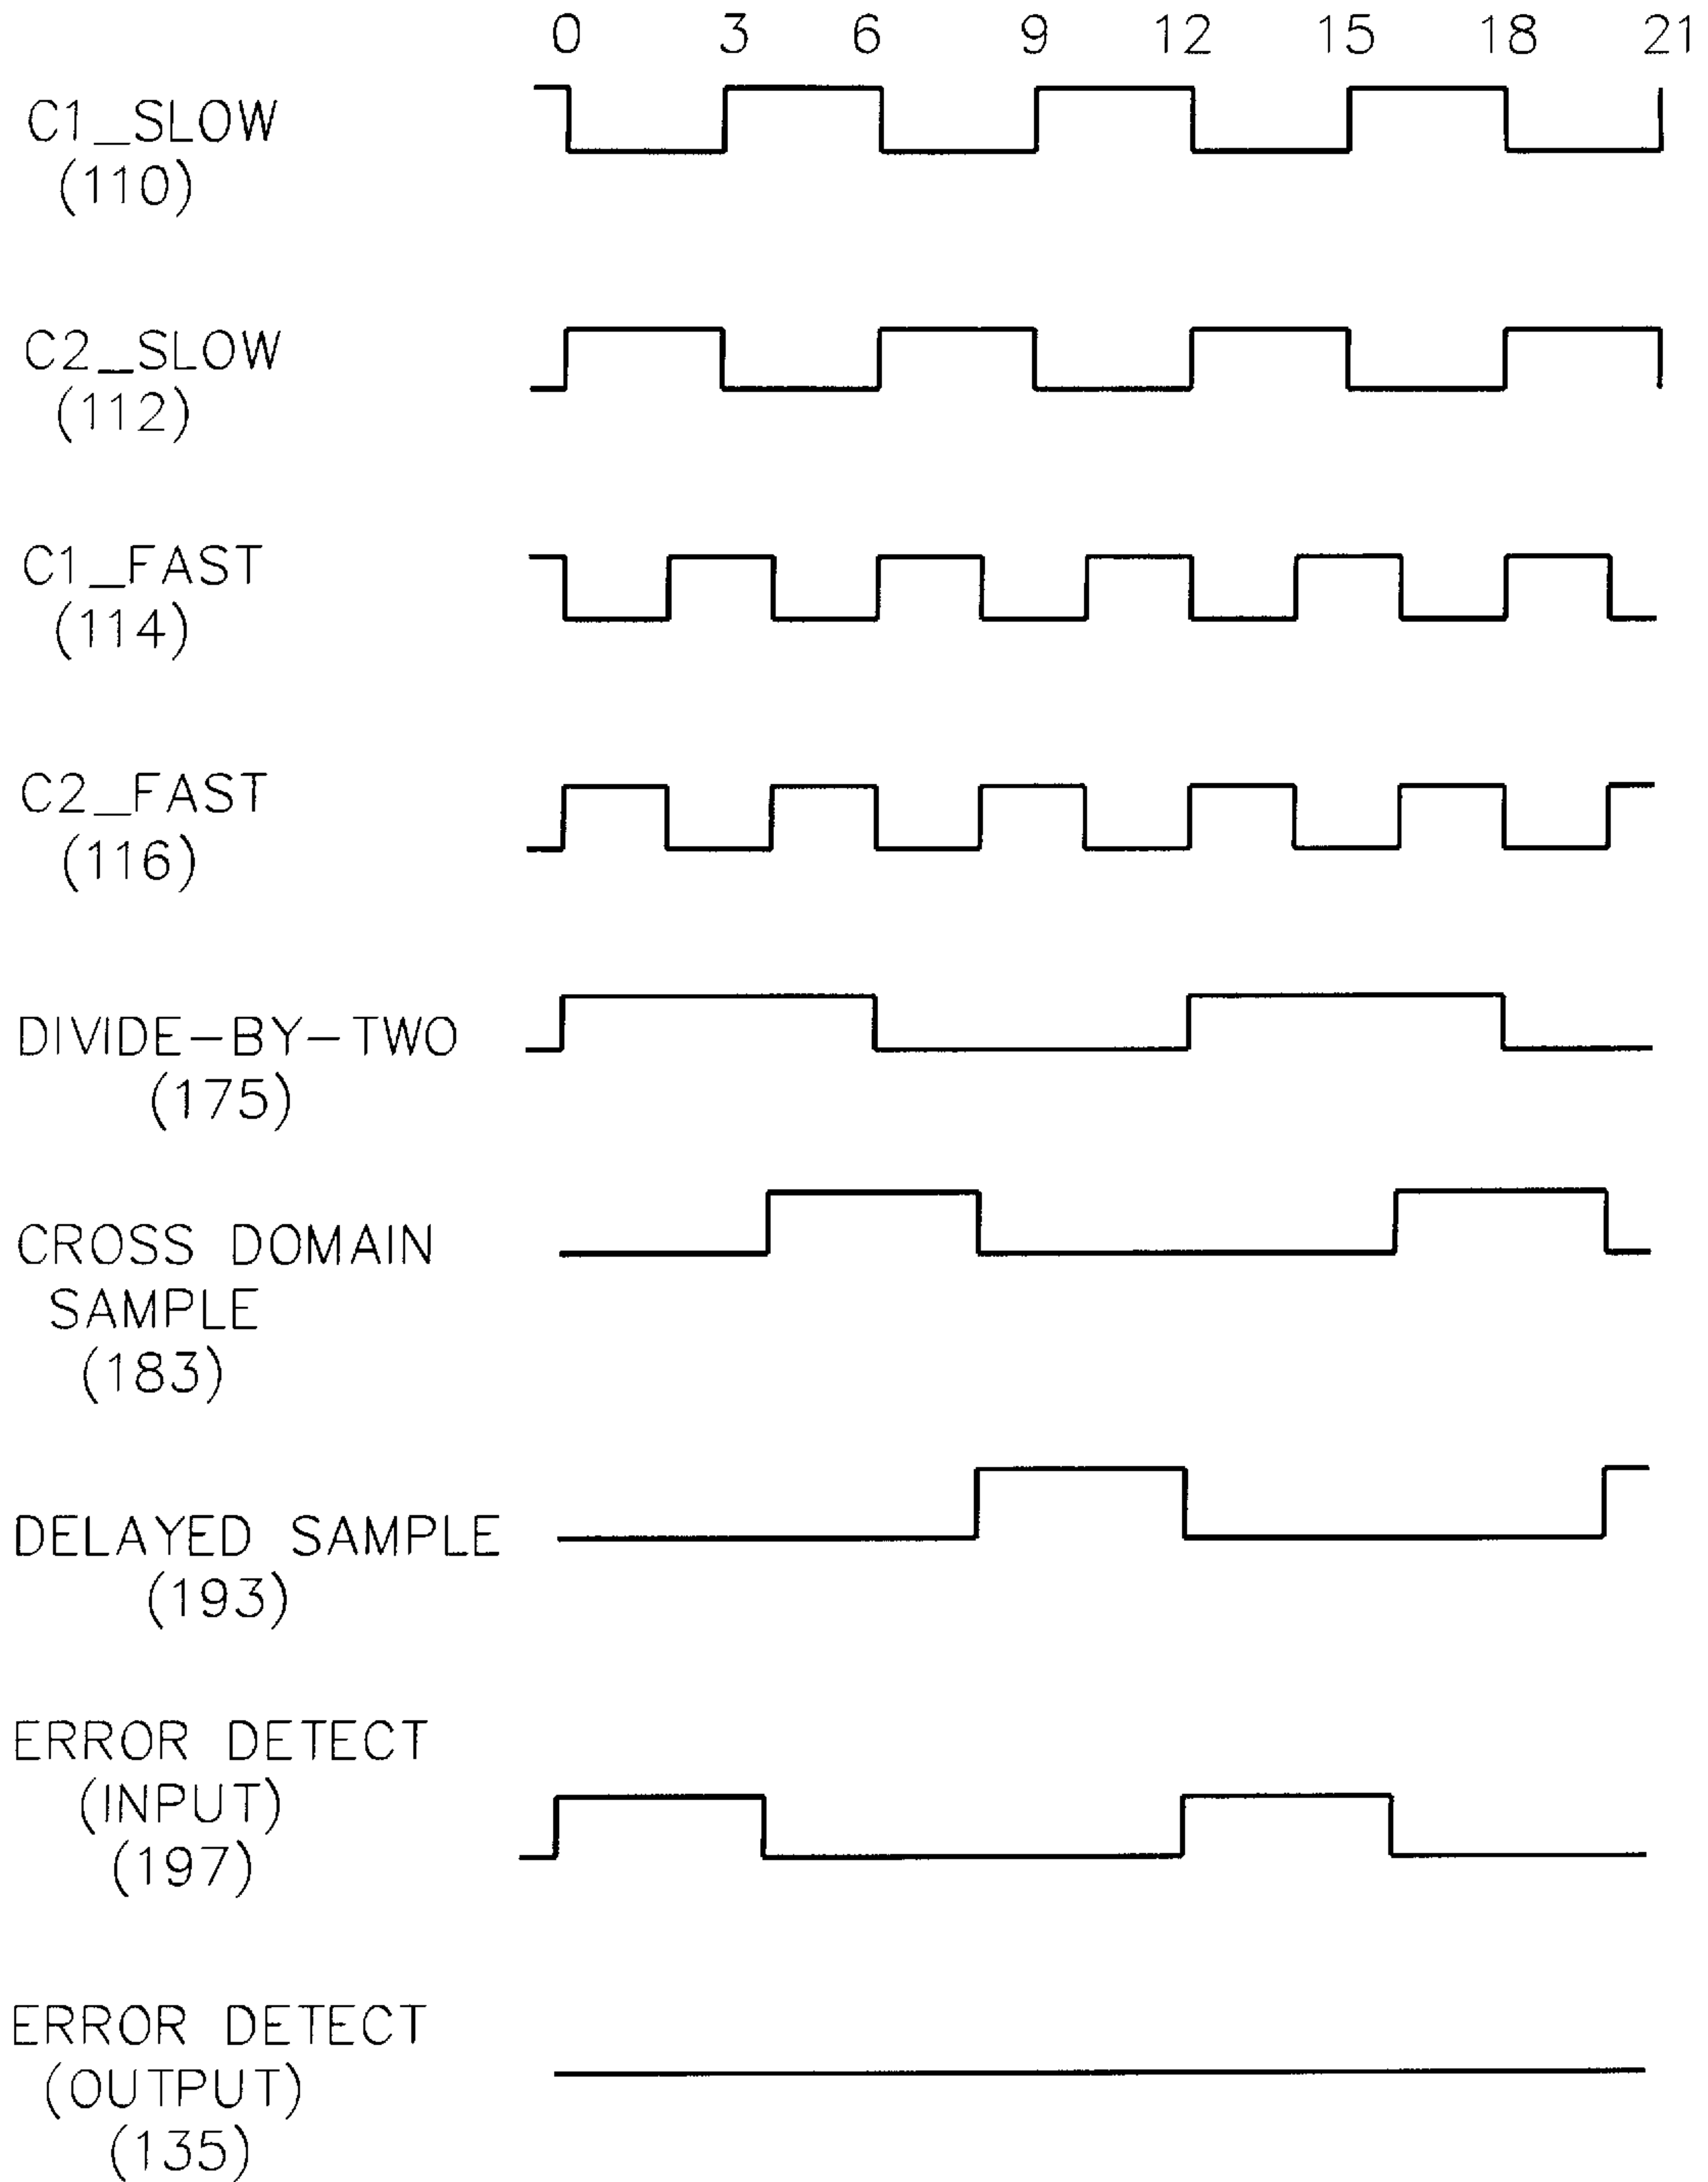 0 3 6 9 12 15 18 21
C1_SLOW
(110)
C2_SLOW
(112)
C1_FAST
(114)
C2_FAST
(116)
DIVIDE-BY-TWO
(175)
CROSS DOMAIN
SAMPLE
(183)
DELAYED SAMPLE
(193)
ERROR DETECT
(INPUT)
(197)
ERROR DETECT
(OUTPUT)
(135)